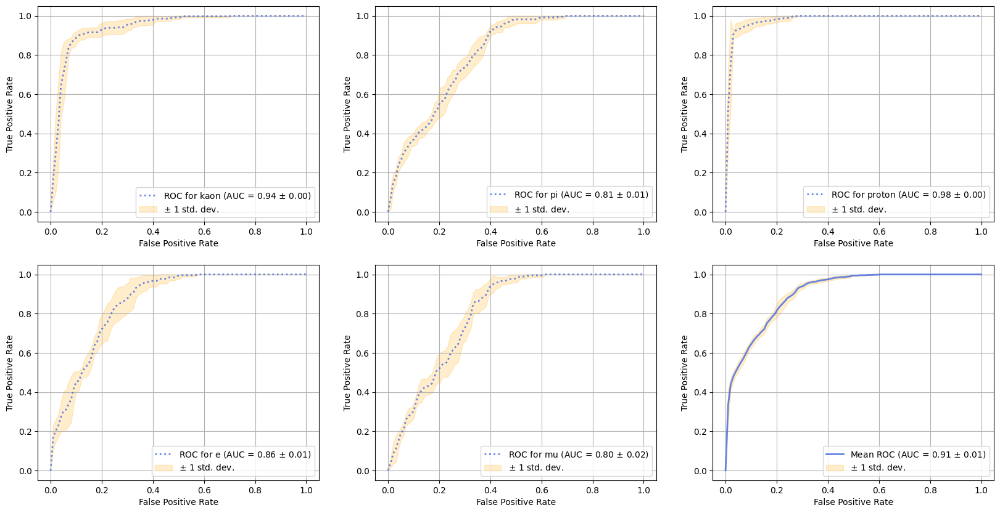 1.0
0.8
0.6
0.4
0.2
0.0
True Positive Rate
ROC for kaon (AUC = 0.94 ± 0.00)
± 1 std. dev.
0.0 0.2 0.4 0.6 0.8 1.0
False Positive Rate
1.0
0.8
0.6
0.4
0.2
0.0
True Positive Rate
ROC for pi (AUC = 0.81 ± 0.01)
± 1 std. dev.
0.0 0.2 0.4 0.6 0.8 1.0
False Positive Rate
1.0
0.8
0.6
0.4
0.2
0.0
True Positive Rate
ROC for proton (AUC = 0.98 ± 0.00)
± 1 std. dev.
0.0 0.2 0.4 0.6 0.8 1.0
False Positive Rate
1.0
0.8
0.6
0.4
0.2
0.0
True Positive Rate
ROC for e (AUC = 0.86 ± 0.01)
± 1 std. dev.
0.0 0.2 0.4 0.6 0.8 1.0
False Positive Rate
1.0
0.8
0.6
0.4
0.2
0.0
True Positive Rate
ROC for mu (AUC = 0.80 ± 0.02)
± 1 std. dev.
0.0 0.2 0.4 0.6 0.8 1.0
False Positive Rate
1.0
0.8
0.6
0.4
0.2
0.0
True Positive Rate
Mean ROC (AUC = 0.91 ± 0.01)
± 1 std. dev.
0.0 0.2 0.4 0.6 0.8 1.0
False Positive Rate